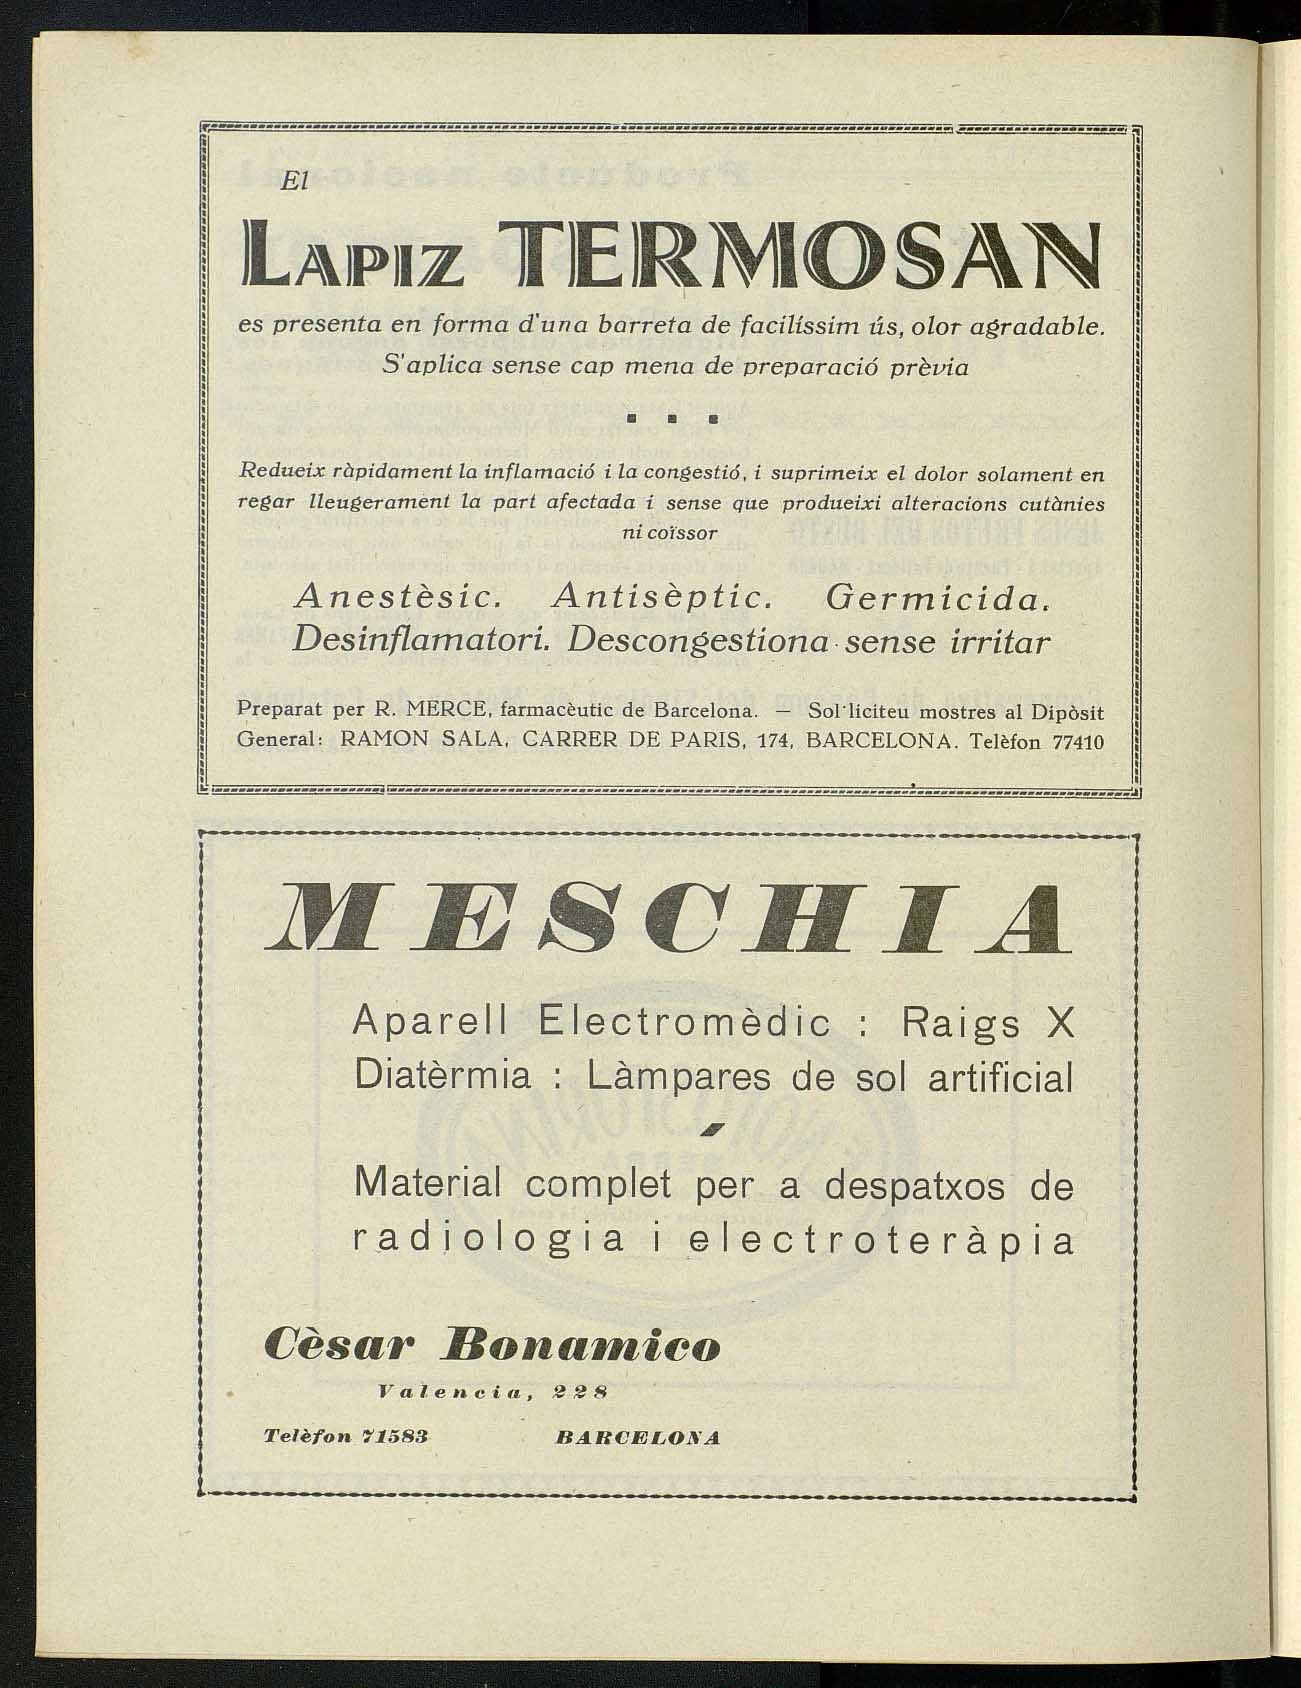 El
LAPIZ TERMOSAN
es presenta en forma d'una barreta de facilíssim ús, olor agradable.
S'aplica sense cap mena de preparació prèvia
Redueix ràpidament la inflamació i la congestió, i suprimeix el dolor solament en
regar lleugerament la part afectada i sense que produeixi alteracions cutànies
ni coïssor
Anestèsic. Antisèptic. Germicida.
Desinflamatori. Descongestiona sense irritar
Preparat per R. MERCE, farmacèutic de Barcelona. — Sol·liciteu mostres al Dipòsit
General: RAMON SALA, CARRER DE PARIS, 174, BARCELONA. Telèfon 77410
MESCHIA
Aparell Electromèdic : Raigs X
Diatèrmia : Làmpares de sol artificial
Material complet per a despatxos de
radiologia i electroteràpia
Cèsar Bonamico
Valencia, 228
Telèfon 71583 BARCELONA